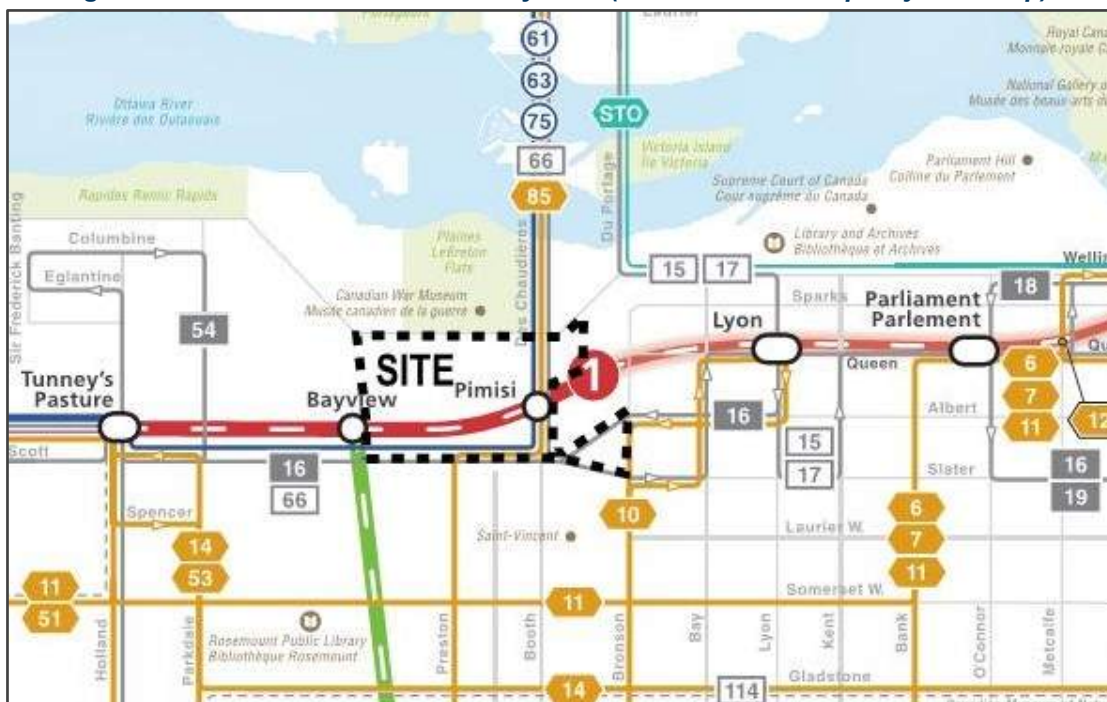 61
63
75
66
85
STO
Ottawa River
Rivière des Outaouais
Victoria Island
Île Victoria
Du Portage
Des Chaudières
Parliament Hill
Colline du Parlement
Supreme Court of Canada
Cour suprême du Canada
Library and Archives
Bibliothèque et Archives
Royal Cana
Monnaie royale C
National Gallery o
Musée des beaux-arts d
Rapides Remic Rapids
Sir Frederick Banting
Columbine
Eglantine
54
Plaines
LeBreton
Flats
Canadian War Museum
Musée canadien de la guerre
15
17
18
Wellin
Sparks
Parliament
Parlement
Lyon
Queen
Qu
SITE
Pimisi
1
Tunney's
Pasture
Bayview
6
7
11
12
Albert
16
15
17
Scott
16
66
Slater
16
19
10
6
7
11
Laurier W.
Spencer
14
53
Saint-Vincent
11
51
11
Somerset W.
Rosemount Public Library
Bibliothèque Rosemount
Holland
Parkdale
Preston
Booth
Bronson
Bay
Lyon
Kent
Bank
O'Connor
Metcalfe
Gladstone
14
114